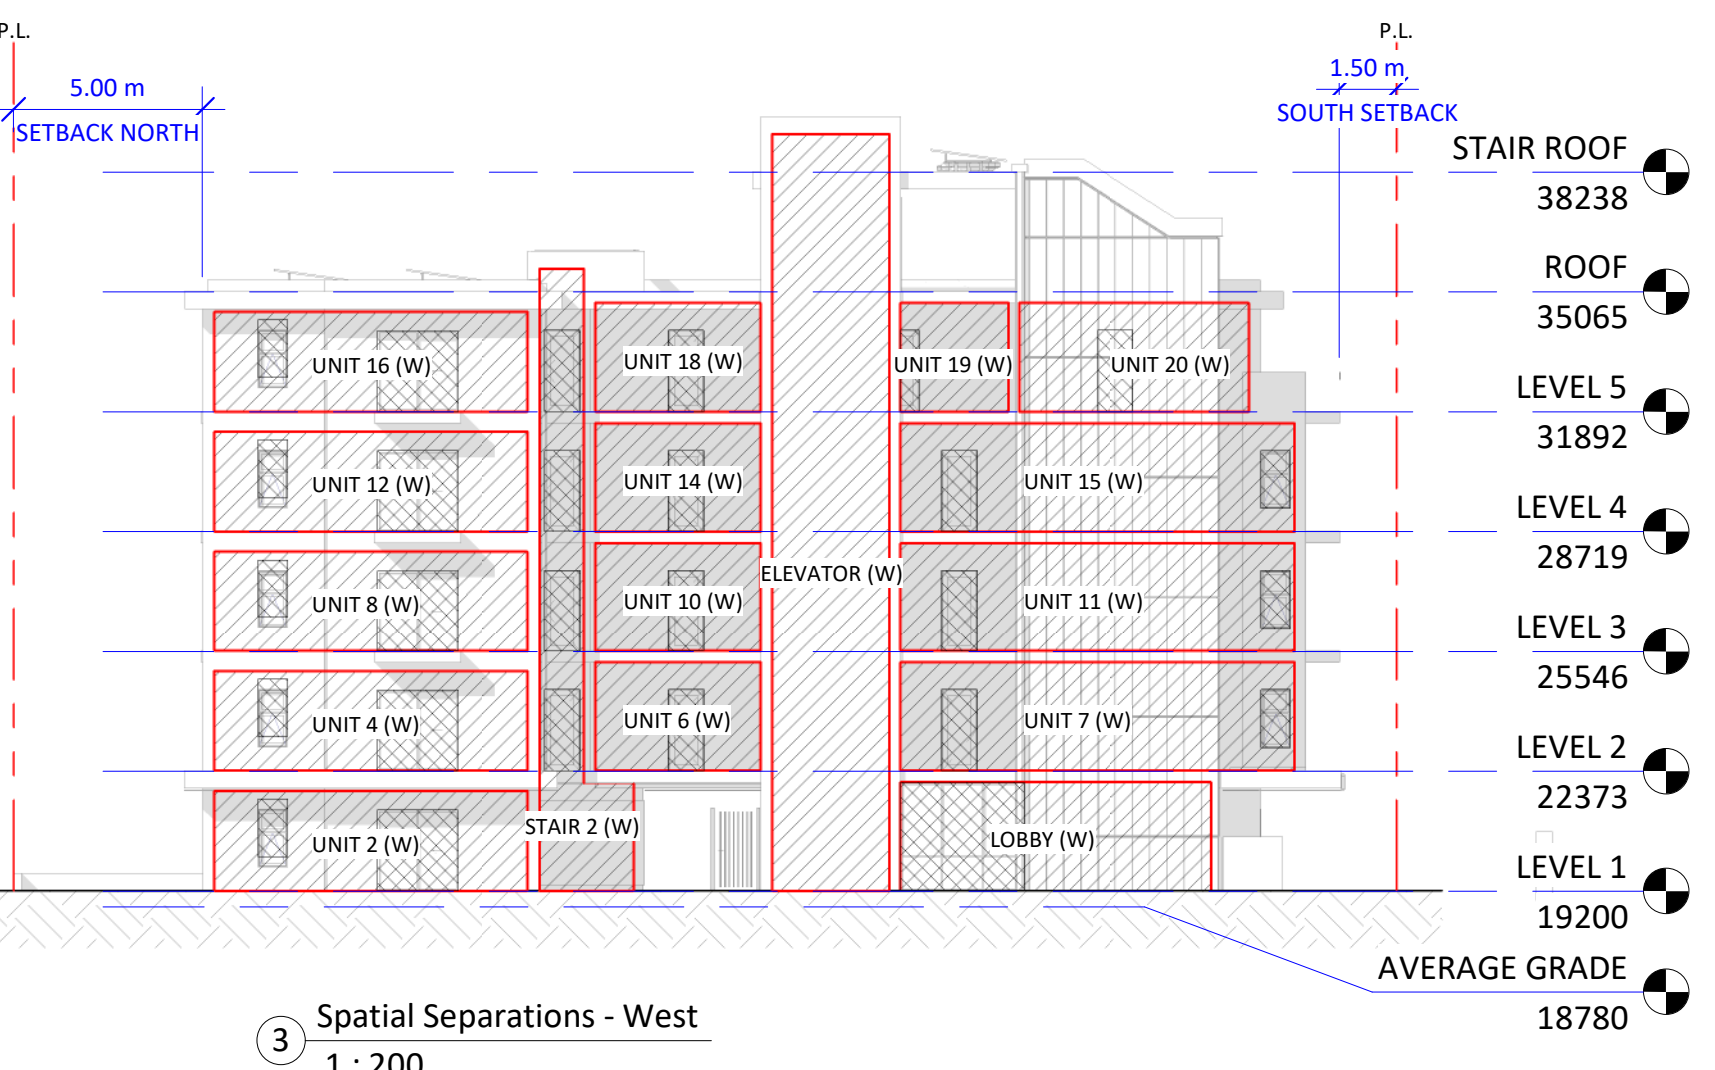 P.L.
P.L.
5.00 m
1.50 m
SETBACK NORTH
SOUTH SETBACK
STAIR ROOF
38238
ROOF
35065
UNIT 16 (W)
UNIT 18 (W)
UNIT 19 (W)
UNIT 20 (W)
LEVEL 5
31892
UNIT 12 (W)
UNIT 14 (W)
UNIT 15 (W)
LEVEL 4
28719
ELEVATOR (W)
UNIT 8 (W)
UNIT 10 (W)
UNIT 11 (W)
LEVEL 3
25546
UNIT 4 (W)
UNIT 6 (W)
UNIT 7 (W)
LEVEL 2
22373
UNIT 2 (W)
STAIR 2 (W)
LOBBY (W)
LEVEL 1
19200
AVERAGE GRADE
18780
3
Spatial Separations - West
1 : 200